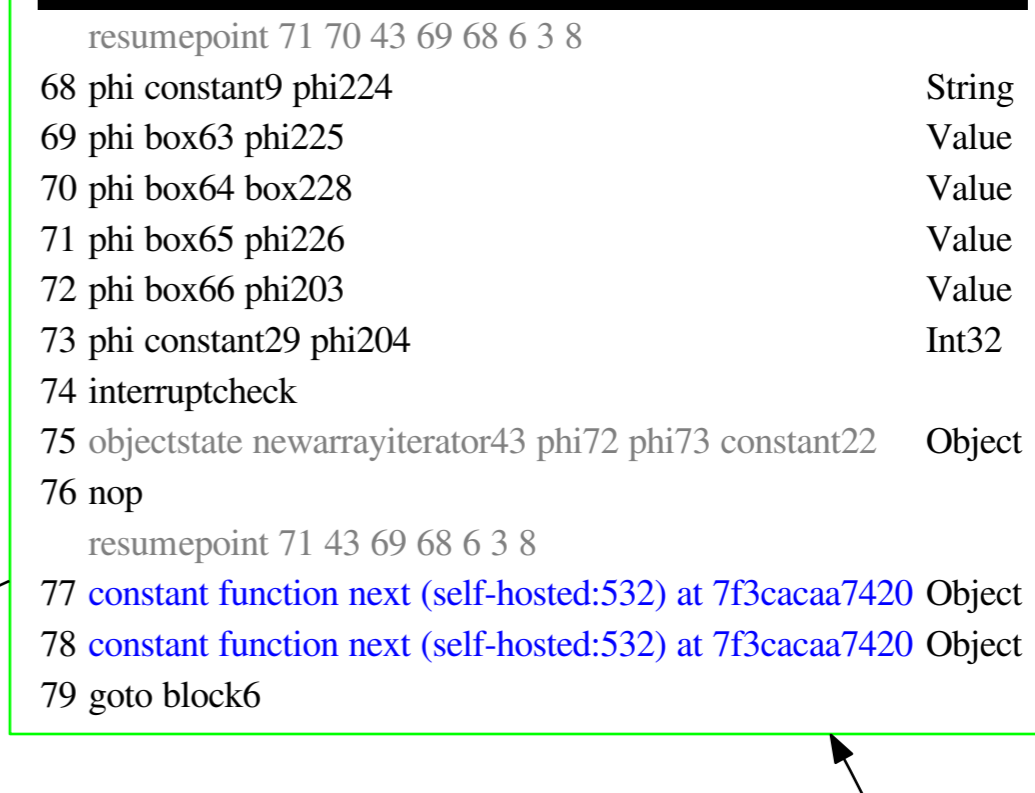 resumepoint 71 70 43 69 68 6 3 8
68 phi constant9 phi224 String
69 phi box63 phi225 Value
70 phi box64 box228 Value
71 phi box65 phi226 Value
72 phi box66 phi203 Value
73 phi constant29 phi204 Int32
74 interruptcheck
75 objectstate newarrayiterator43 phi72 phi73 constant22 Object
76 nop
resumepoint 71 43 69 68 6 3 8
77 constant function next (self-hosted:532) at 7f3cacaa7420 Object
78 constant function next (self-hosted:532) at 7f3cacaa7420 Object
79 goto block6